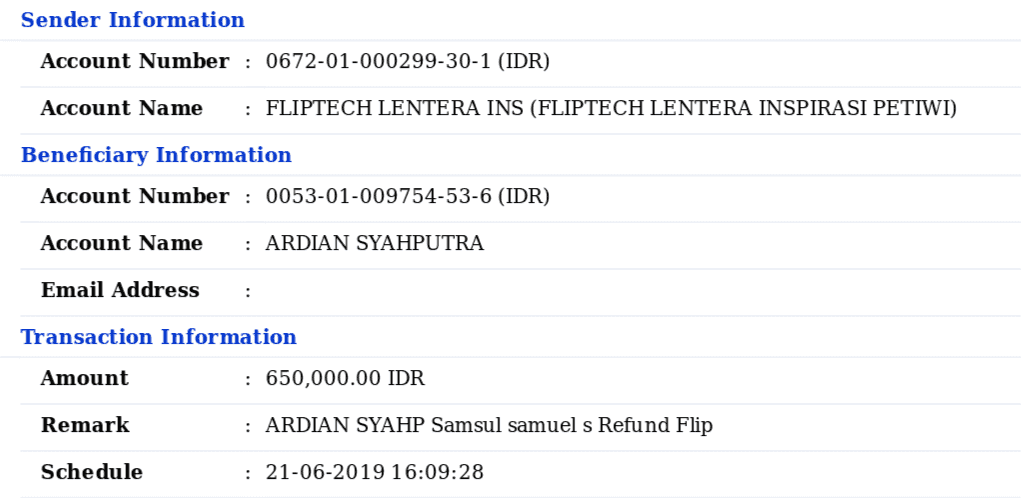 Sender Information
Account Number : 0672-01-000299-30-1 (IDR)
Account Name : FLIPTECH LENTERA INS (FLIPTECH LENTERA INSPIRASI PETIWI)
Beneficiary Information
Account Number : 0053-01-009754-53-6 (IDR)
Account Name : ARDIAN SYAHPUTRA
Email Address :
Transaction Information
Amount : 650,000.00 IDR
Remark : ARDIAN SYAHP Samsul samuel s Refund Flip
Schedule : 21-06-2019 16:09:28